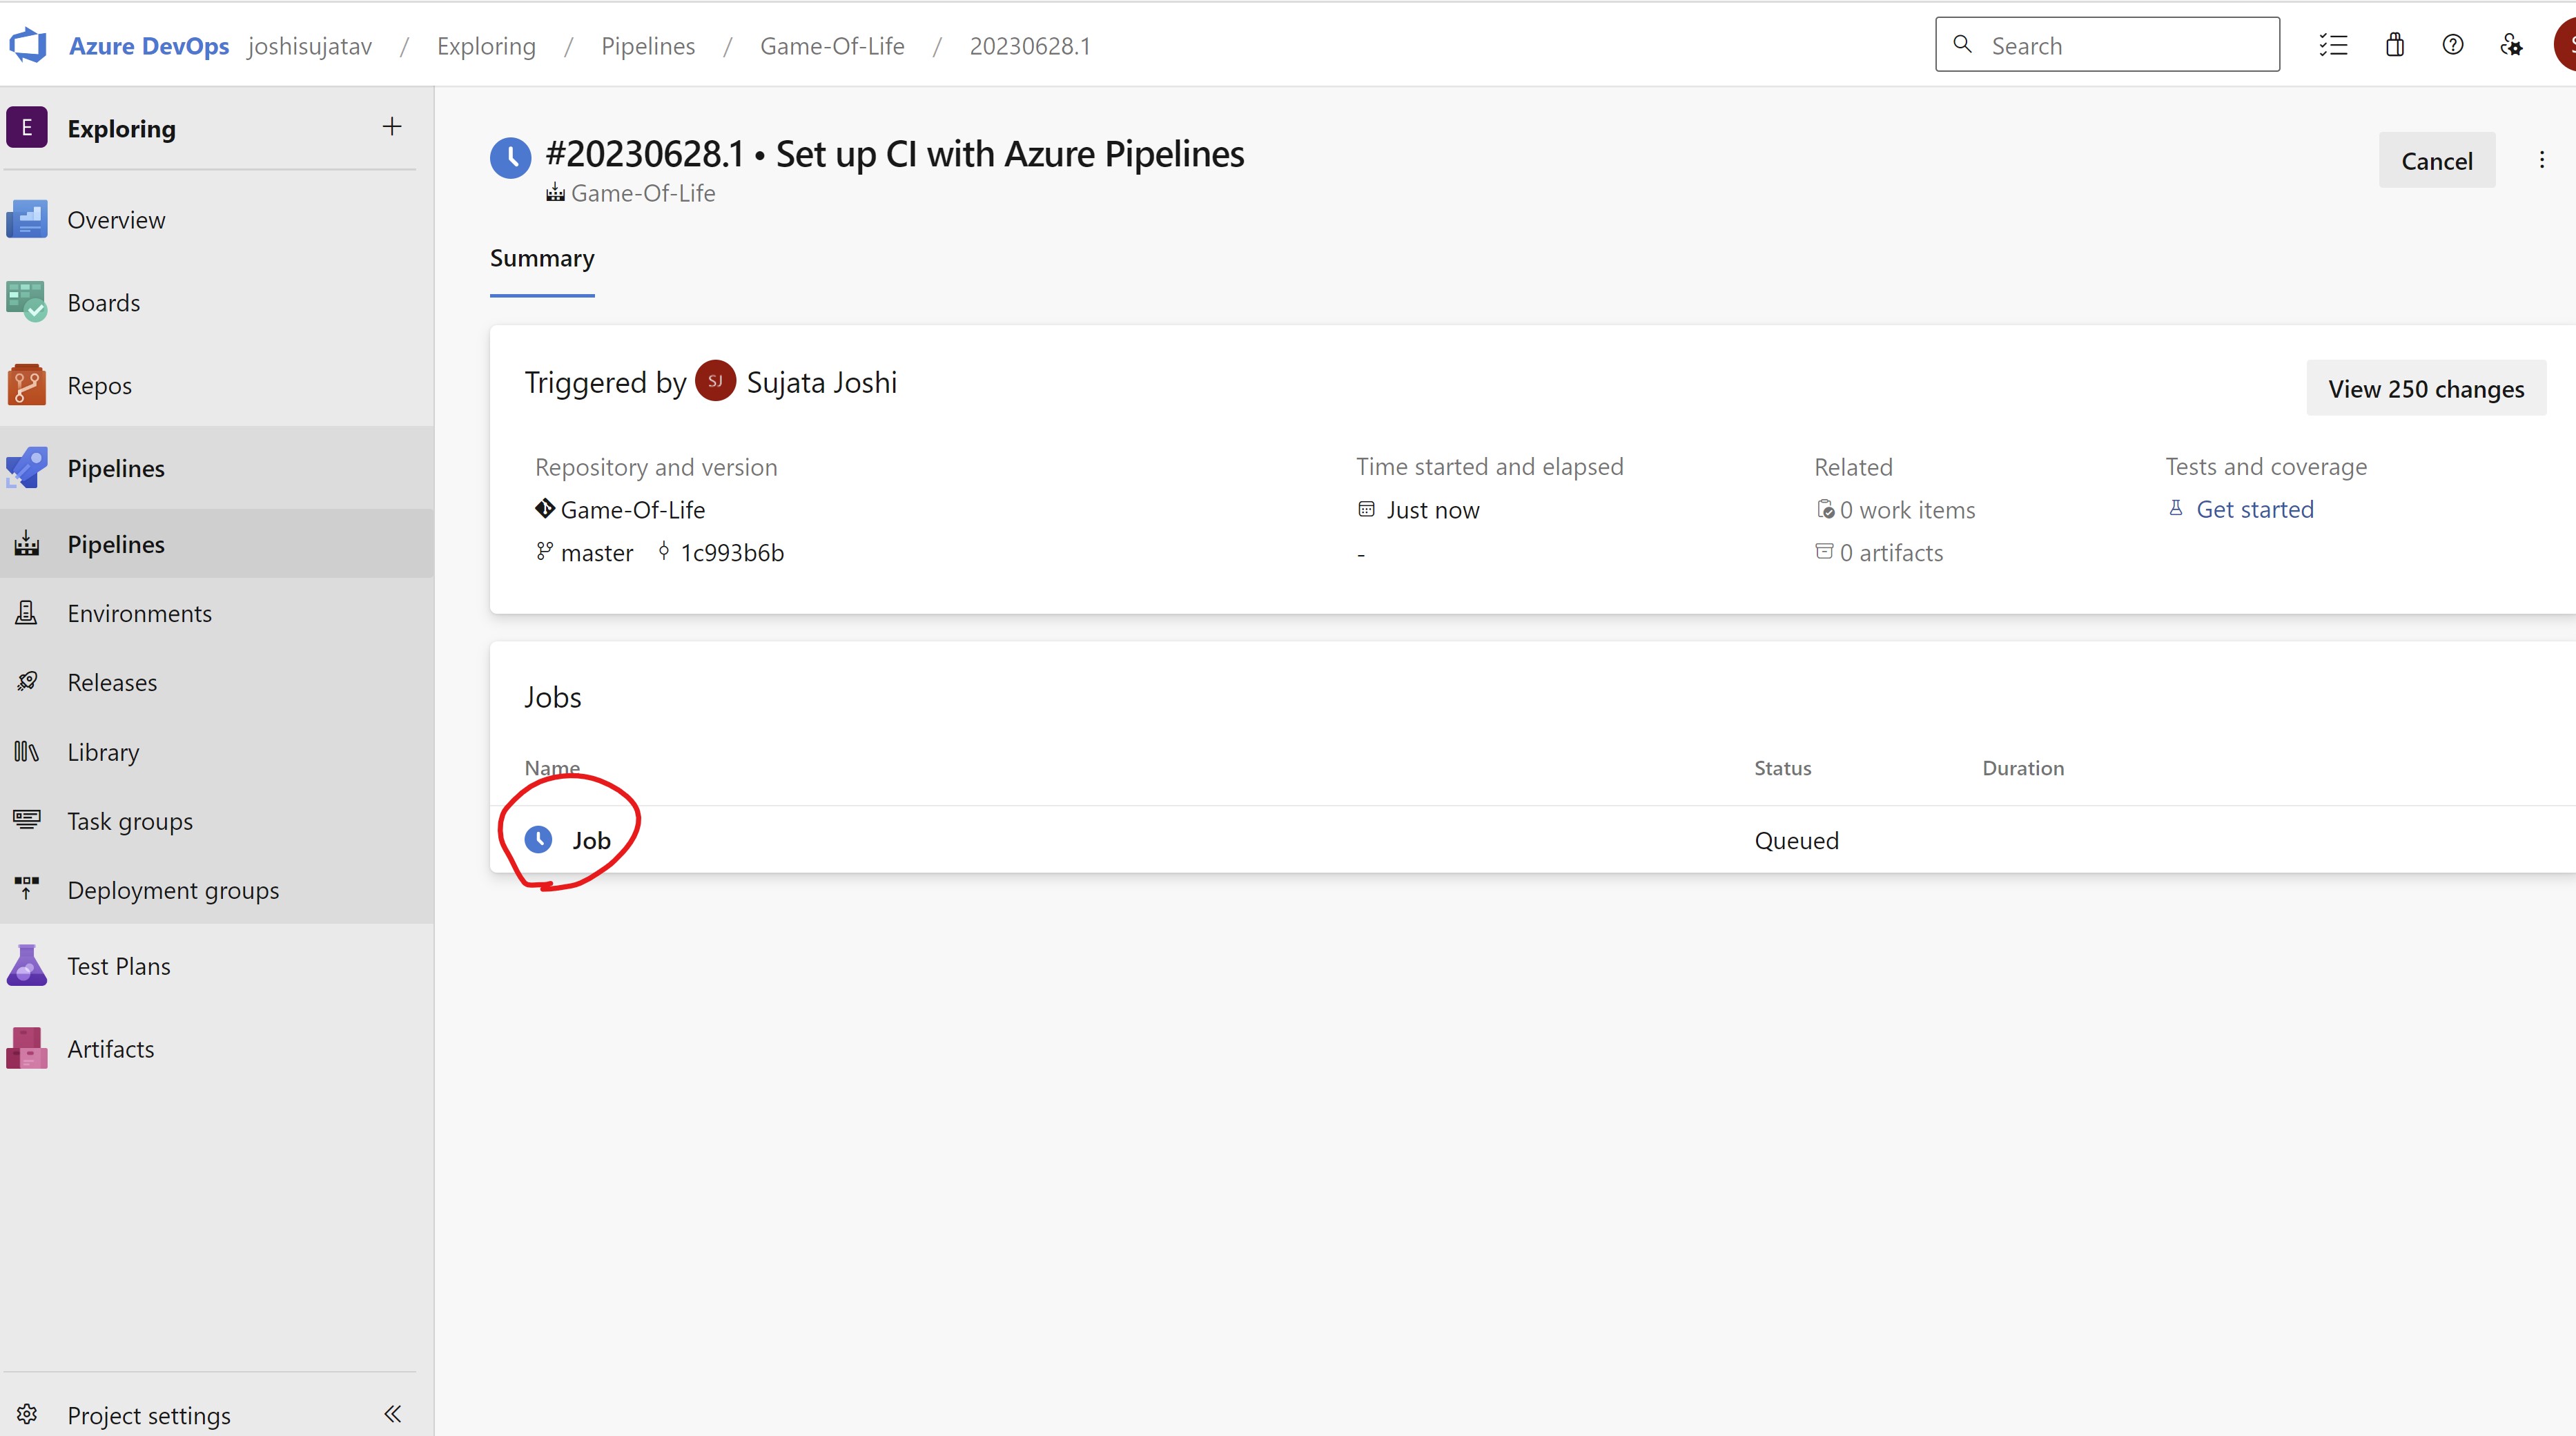 Azure DevOps joshisujatav / Exploring / Pipelines / Game-Of-Life / 20230628.1
Search
E Exploring
Overview
Boards
Repos
Pipelines
Pipelines
Environments
Releases
Library
Task groups
Deployment groups
Test Plans
Artifacts
Project settings
#20230628.1 • Set up CI with Azure Pipelines
Game-Of-Life
Cancel
Summary
Triggered by SJ Sujata Joshi
View 250 changes
Repository and version
Game-Of-Life
master 1c993b6b
Time started and elapsed
Just now
-
Related
0 work items
0 artifacts
Tests and coverage
Get started
Jobs
Name Status Duration
Job Queued